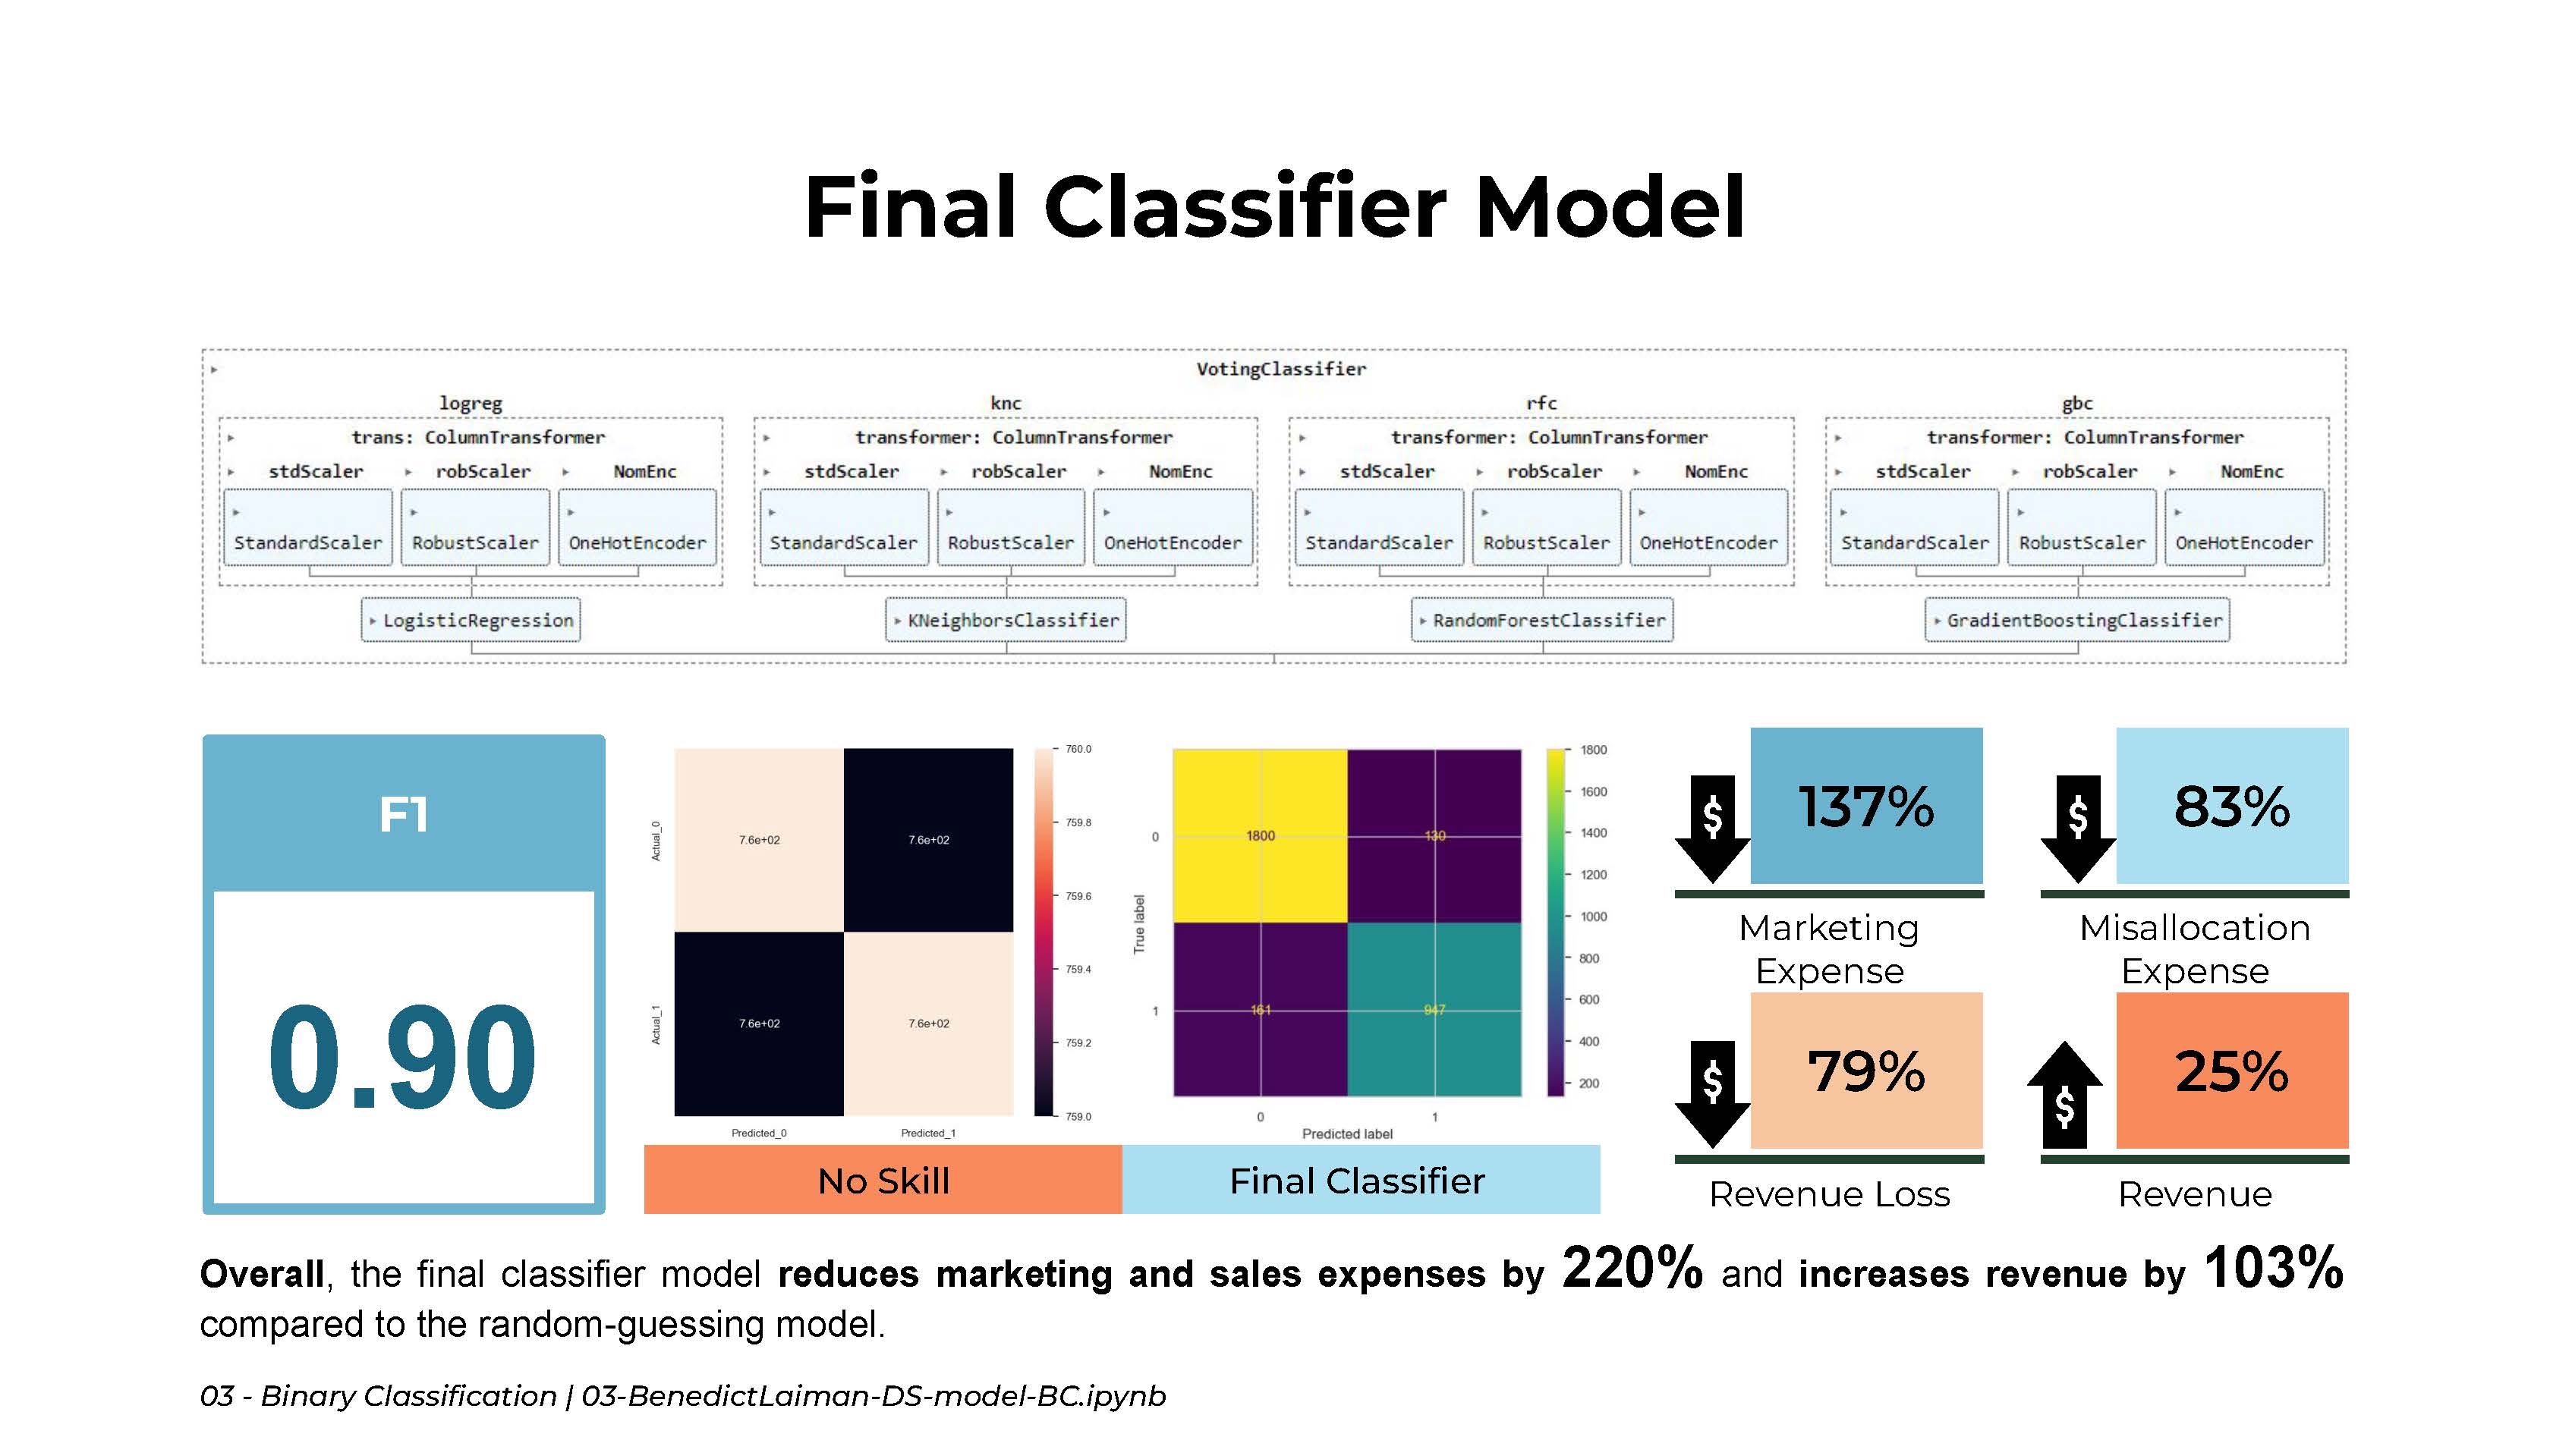 Final Classifier Model
VotingClassifier
logreg knc rfc gbc
trans: ColumnTransformer transformer: ColumnTransformer transformer: ColumnTransformer transformer: ColumnTransformer
stdScaler robScaler NomEnc stdScaler robScaler NomEnc stdScaler robScaler NomEnc stdScaler robScaler NomEnc
StandardScaler RobustScaler OneHotEncoder StandardScaler RobustScaler OneHotEncoder StandardScaler RobustScaler OneHotEncoder StandardScaler RobustScaler OneHotEncoder
LogisticRegression KNeighborsClassifier RandomForestClassifier GradientBoostingClassifier
F1
0.90
Actual_0
Actual_1
7.6e+02 7.6e+02
7.6e+02 7.6e+02
Predicted_0 Predicted_1
760.0
759.8
759.6
759.4
759.2
759.0
No Skill
True label
0
1
1800 130
161 947
0 1
Predicted label
1800
1600
1400
1200
1000
800
600
400
200
Final Classifier
$ 137%
Marketing
Expense
$ 83%
Misallocation
Expense
$ 79%
Revenue Loss
$ 25%
Revenue
Overall, the final classifier model reduces marketing and sales expenses by 220% and increases revenue by 103%
compared to the random-guessing model.
03 - Binary Classification | 03-BenedictLaiman-DS-model-BC.ipynb